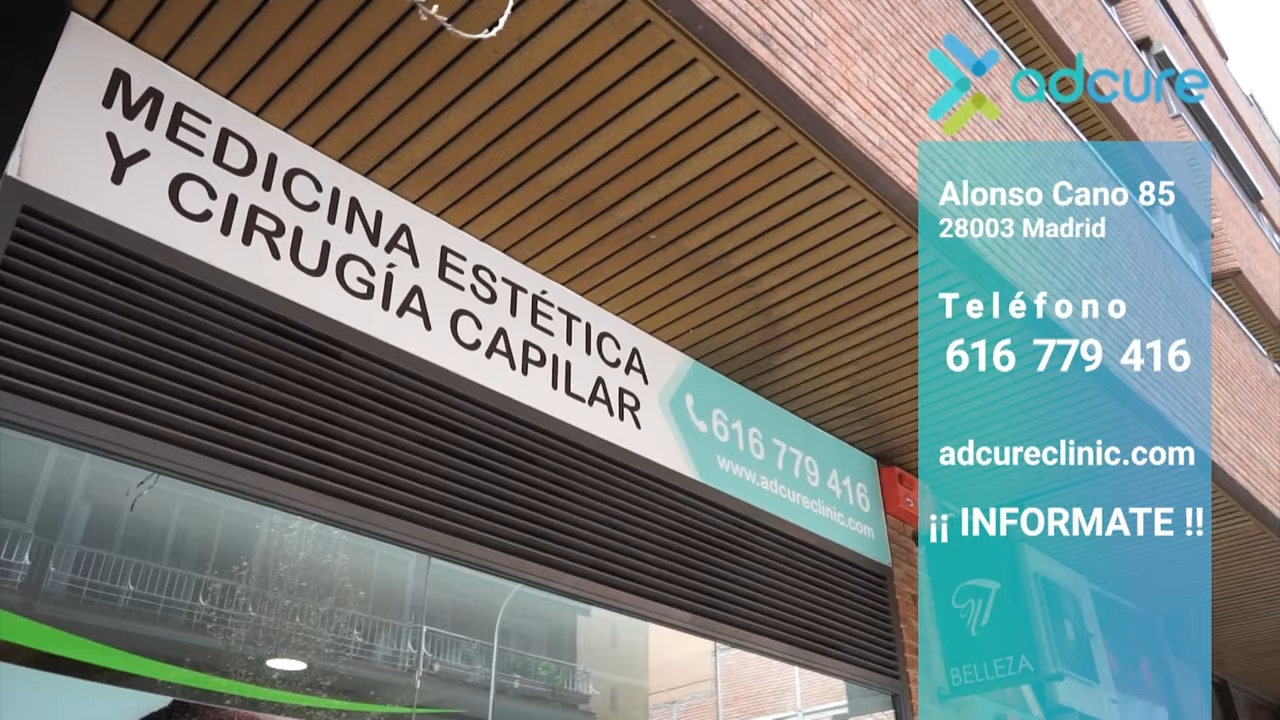 MEDICINA ESTÉTICA
Y CIRUGÍA CAPILAR
616 779 416
www.adcureclinic.com
adcure
Alonso Cano 85
28003 Madrid
Teléfono
616 779 416
adcureclinic.com
¡¡ INFORMATE !!
BELLEZA